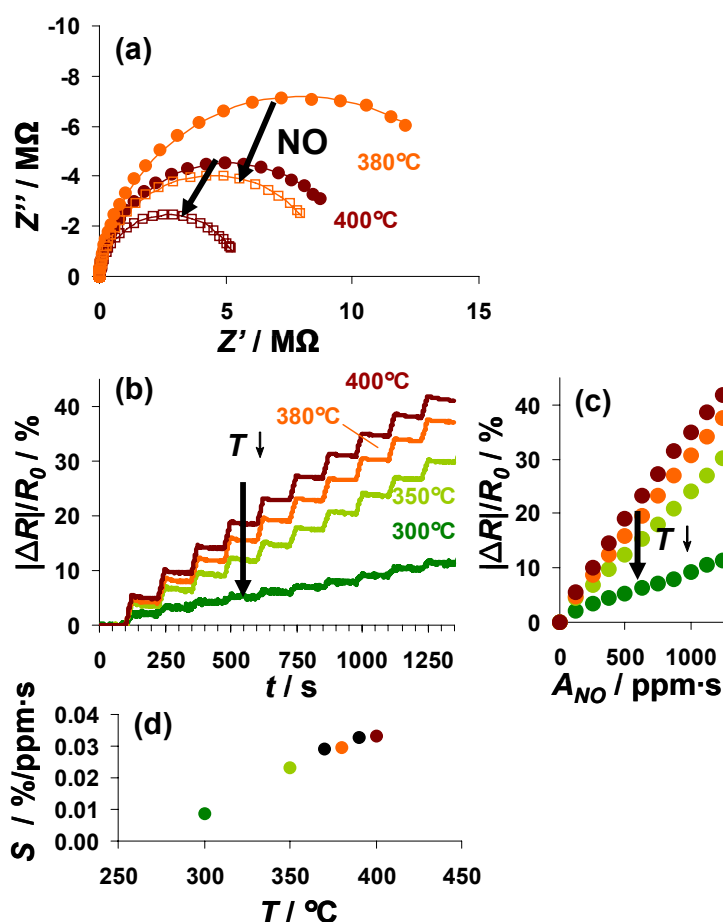 (a)
-10
-8
-6
-4
-2
0
Z'' / MΩ
NO
380°C
400°C
0 5 10 15
Z' / MΩ
(b)
40
30
20
10
0
|ΔR|/R0 / %
400°C
380°C
T ↓
350°C
300°C
0 250 500 750 1000 1250
t / s
(c)
40
30
20
10
0
|ΔR|/R0 / %
T ↓
0 500 1000
ANO / ppm·s
(d)
0.04
0.03
0.02
0.01
0.00
S / %/ppm·s
250 300 350 400 450
T / °C